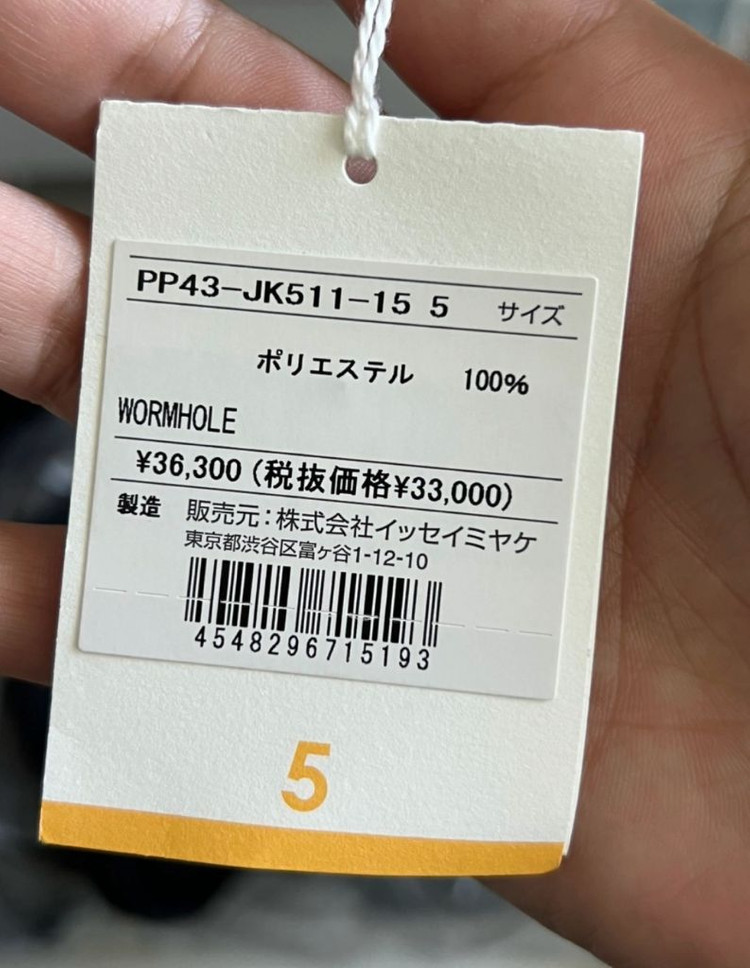 PP43-JK511-15 5 サイズ
ポリエステル 100%
WORMHOLE
¥36,300(税抜価格¥33,000)
製造 販売元:株式会社イッセイミヤケ
東京都渋谷区富ヶ谷1-12-10
4548296715193
5